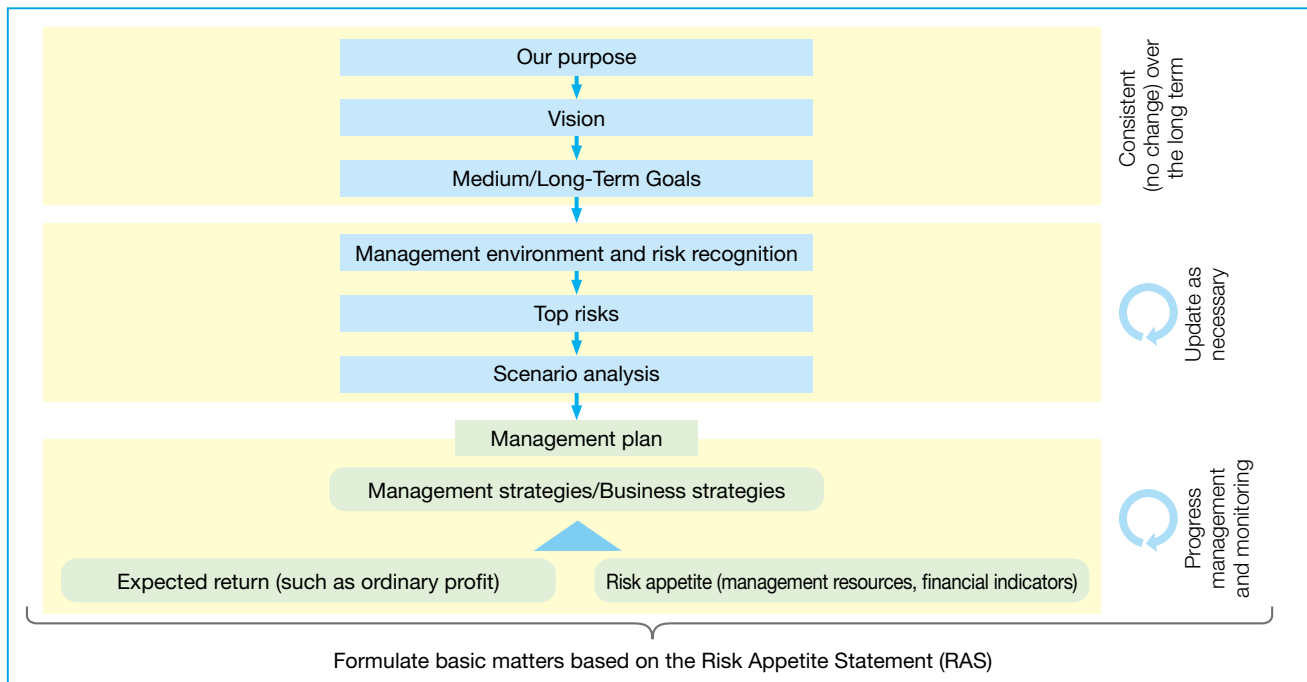 Our purpose
Vision
Medium/Long-Term Goals
Consistent
(no change) over
the long term
Management environment and risk recognition
Top risks
Scenario analysis
Update as
necessary
Management plan
Management strategies/Business strategies
Expected return (such as ordinary profit)
Risk appetite (management resources, financial indicators)
Progress
management
and monitoring
Formulate basic matters based on the Risk Appetite Statement (RAS)